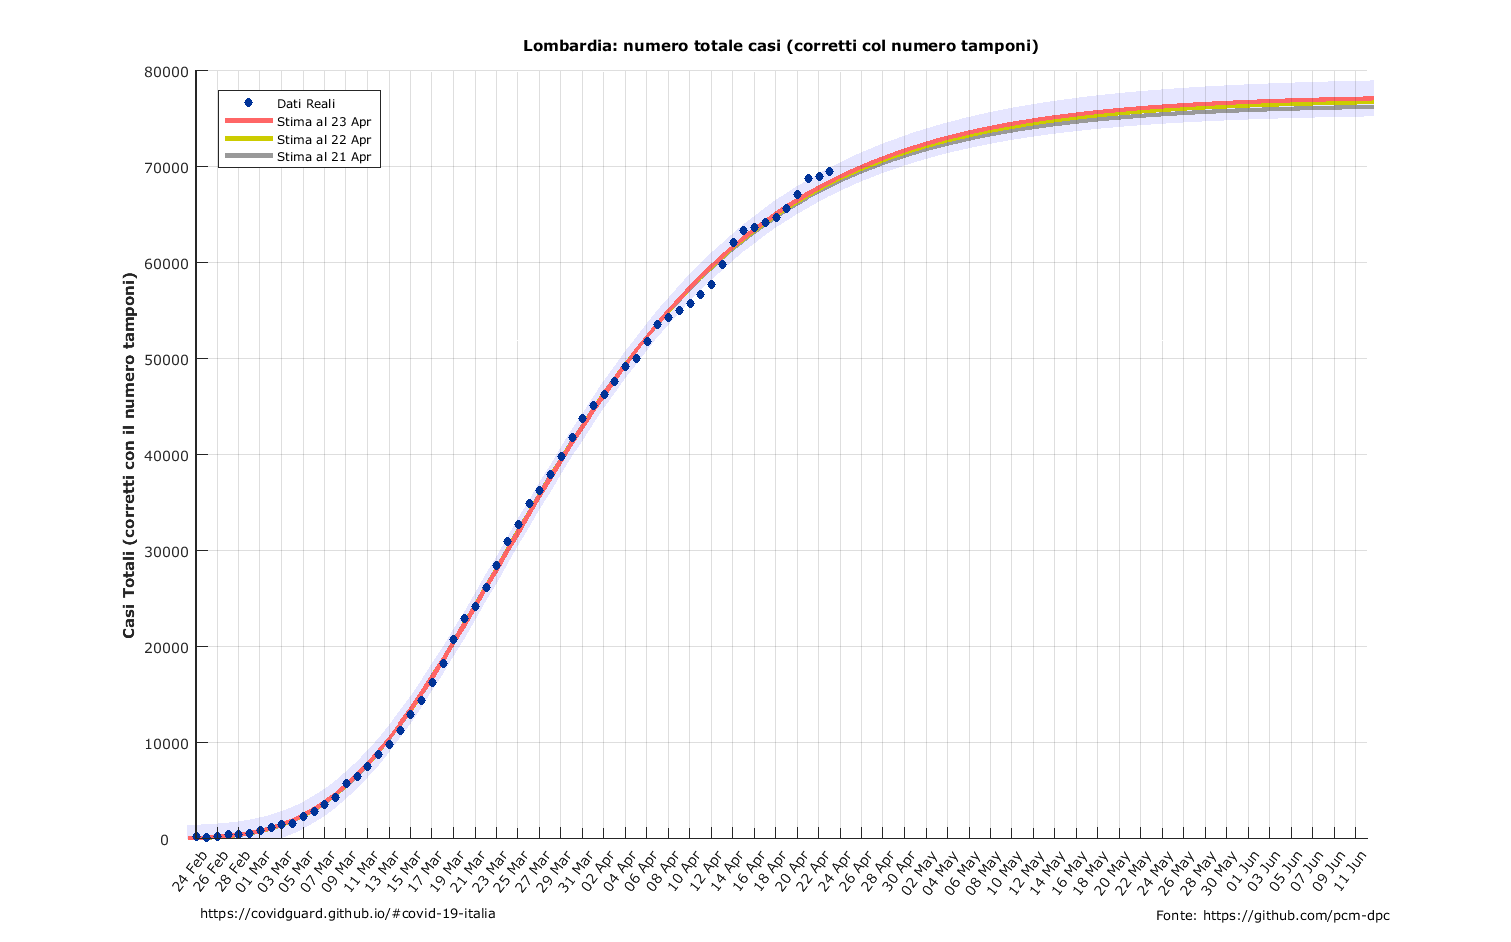 Lombardia: numero totale casi (corretti col numero tamponi)
80000
70000
60000
50000
40000
30000
20000
10000
0
Casi Totali (corretti con il numero tamponi)
Dati Reali
Stima al 23 Apr
Stima al 22 Apr
Stima al 21 Apr
24 Feb
26 Feb
28 Feb
01 Mar
03 Mar
05 Mar
07 Mar
09 Mar
11 Mar
13 Mar
15 Mar
17 Mar
19 Mar
21 Mar
23 Mar
25 Mar
27 Mar
29 Mar
31 Mar
02 Apr
04 Apr
06 Apr
08 Apr
10 Apr
12 Apr
14 Apr
16 Apr
18 Apr
20 Apr
22 Apr
24 Apr
26 Apr
28 Apr
30 Apr
02 May
04 May
06 May
08 May
10 May
12 May
14 May
16 May
18 May
20 May
22 May
24 May
26 May
28 May
30 May
01 Jun
03 Jun
05 Jun
07 Jun
09 Jun
11 Jun
https://covidguard.github.io/#covid-19-italia
Fonte: https://github.com/pcm-dpc